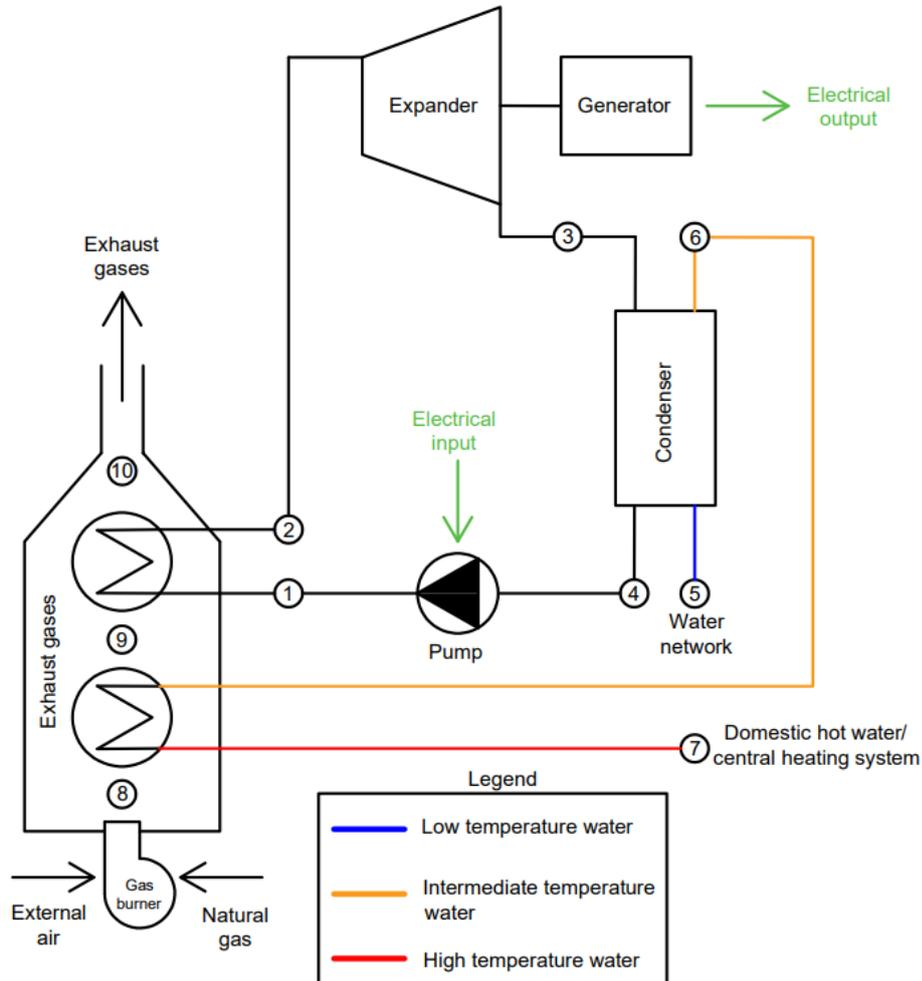 Expander
Generator
Electrical
output
3
6
Exhaust
gases
Condenser
Electrical
input
10
2
1
4
5
Water
network
Pump
9
Exhaust gases
7
Domestic hot water/
central heating system
8
Legend
Low temperature water
Intermediate temperature
water
High temperature water
Gas
burner
External
air
Natural
gas